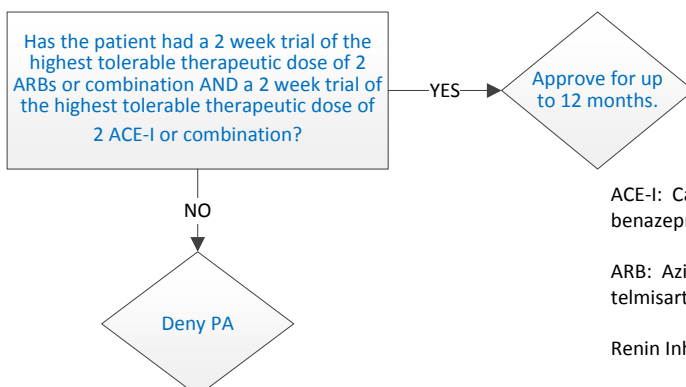 Has the patient had a 2 week trial of the
highest tolerable therapeutic dose of 2
ARBs or combination AND a 2 week trial of
the highest tolerable therapeutic dose of
2 ACE-I or combination?
YES
Approve for up
to 12 months.
NO
Deny PA
ACE-I:
ARB:
Renin